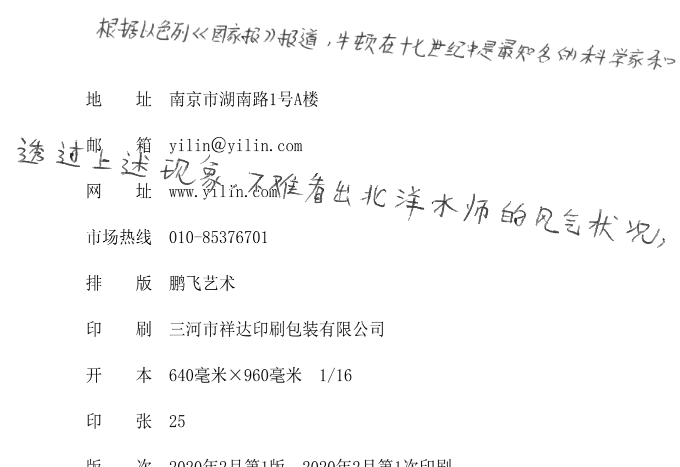 根据以色列《国家报》报道,牛顿在十七世纪中是最知名的科学家和
地 址 南京市湖南路1号A楼
邮 箱 yilin@yilin.com
透过上述现象,不难看出北洋水师的风气状况,
网 址 www.yilin.com
市场热线 010-85376701
排 版 鹏飞艺术
印 刷 三河市祥达印刷包装有限公司
开 本 640毫米×960毫米 1/16
印 张 25
版 次 2020年2月第1版 2020年2月第1次印刷